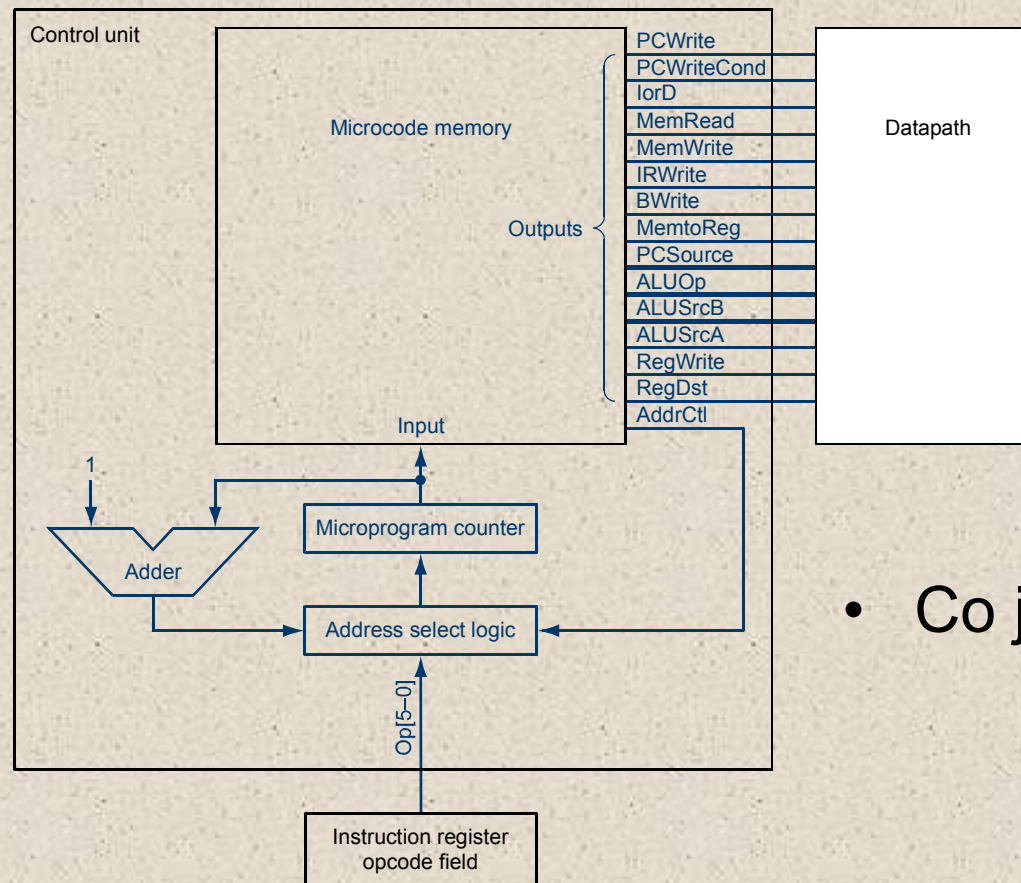 Control unit
Microcode memory
Outputs
Input
PCWrite
PCWriteCond
IorD
MemRead
MemWrite
IRWrite
BWrite
MemtoReg
PCSource
ALUOp
ALUSrcB
ALUSrcA
RegWrite
RegDst
AddrCtl
Datapath
1
Adder
Microprogram counter
Address select logic
Op[5–0]
Instruction register
opcode field
• Co